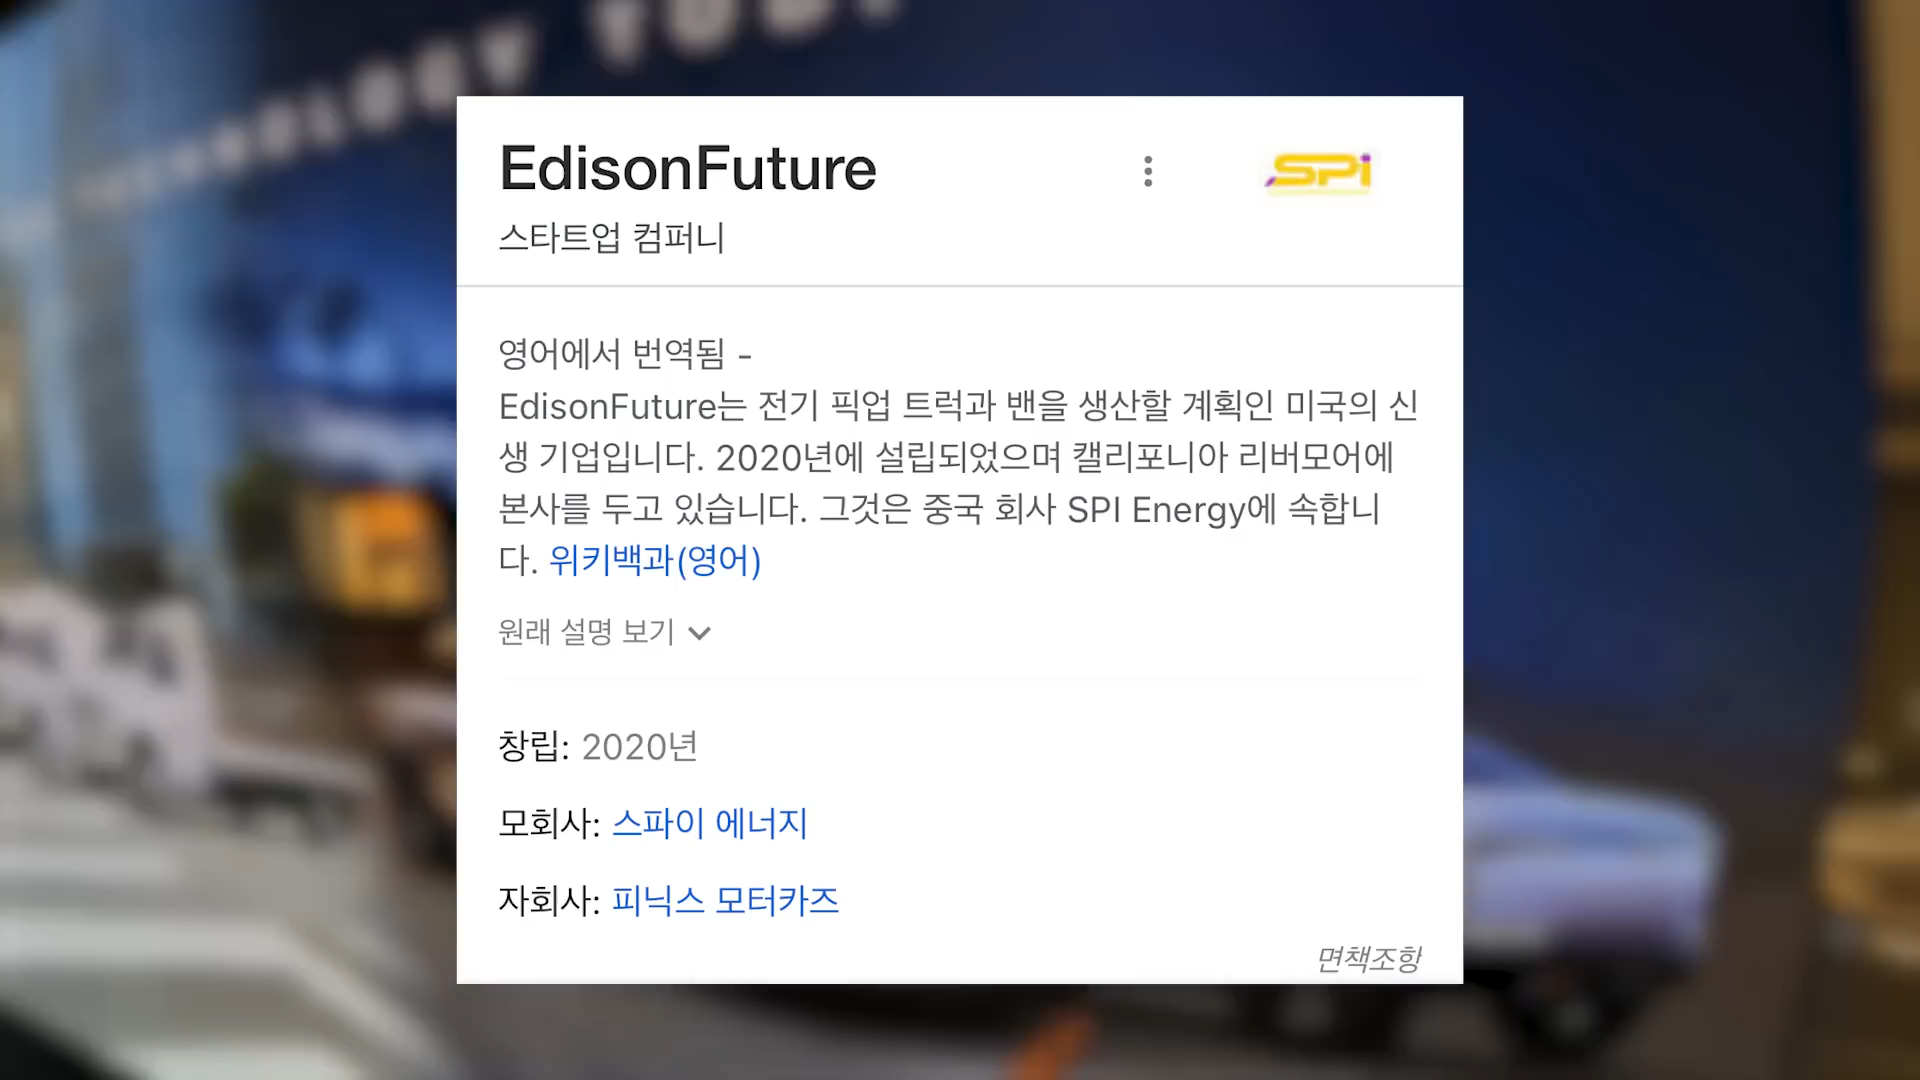 TECHNOLOGY TODAY
EdisonFuture
SPi
스타트업 컴퍼니
영어에서 번역됨 –
EdisonFuture는 전기 픽업 트럭과 밴을 생산할 계획인 미국의 신
생 기업입니다. 2020년에 설립되었으며 캘리포니아 리버모어에
본사를 두고 있습니다. 그것은 중국 회사 SPI Energy에 속합니
다. 위키백과(영어)
원래 설명 보기
창립: 2020년
모회사: 스파이 에너지
자회사: 피닉스 모터카즈
면책조항